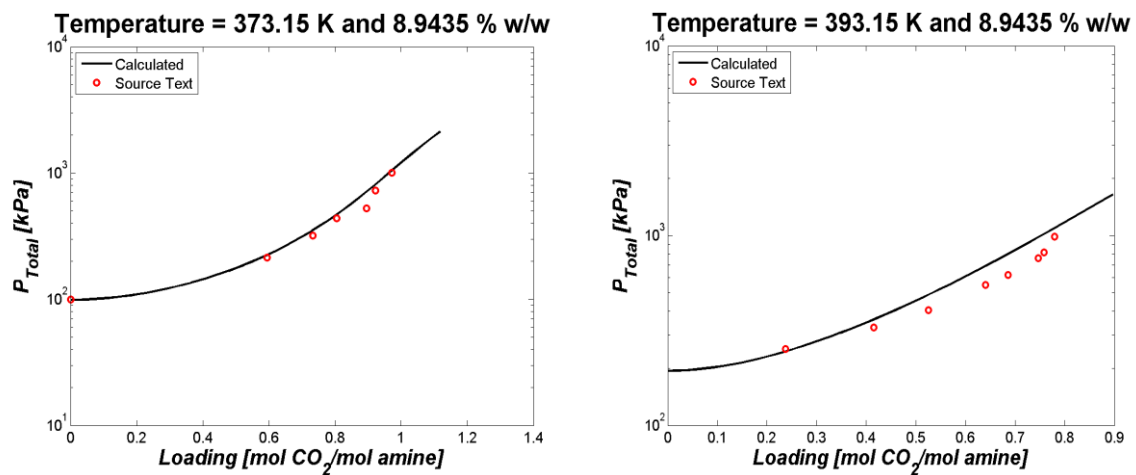 Temperature = 373.15 K and 8.9435 % w/w
10^4
Calculated
Source Text
10^3
10^2
10^1
P_Total [kPa]
0 0.2 0.4 0.6 0.8 1 1.2 1.4
Loading [mol CO_2/mol amine]
Temperature = 393.15 K and 8.9435 % w/w
10^4
Calculated
Source Text
10^3
10^2
P_Total [kPa]
0 0.1 0.2 0.3 0.4 0.5 0.6 0.7 0.8 0.9
Loading [mol CO_2/mol amine]